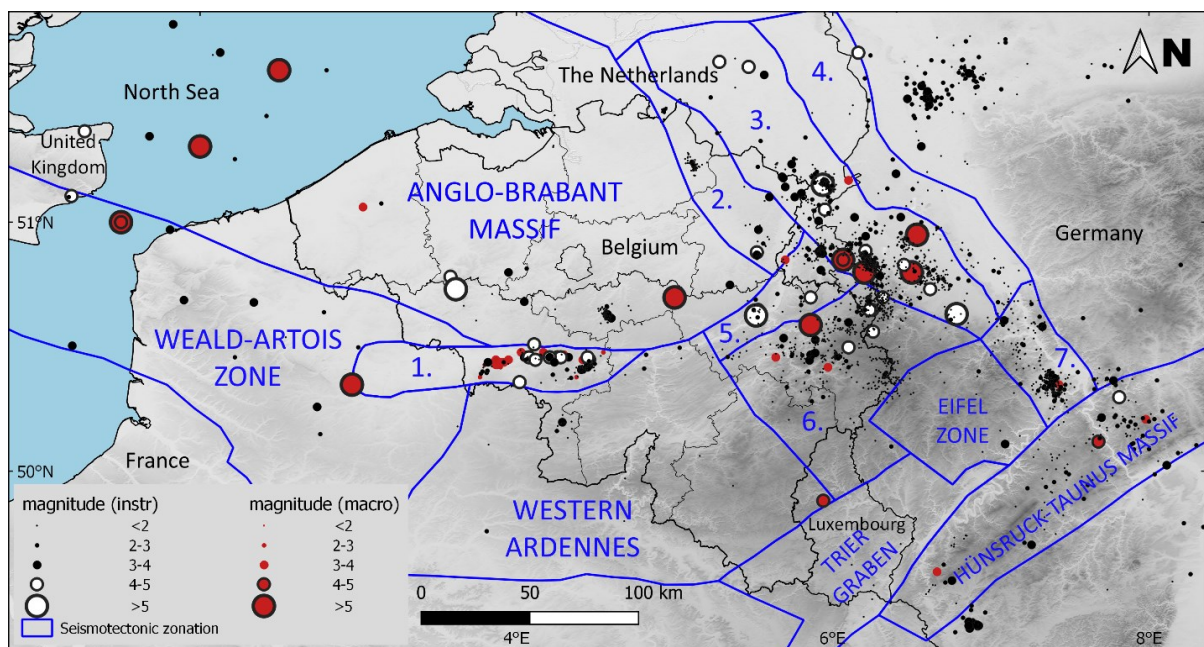 The Netherlands
4.
N
North Sea
3.
United
Kingdom
ANGLO-BRABANT
MASSIF
2.
51°N
Belgium
Germany
WEALD-ARTOIS
ZONE
1.
5.
7.
EIFEL
ZONE
6.
50°N
France
WESTERN
ARDENNES
Luxembourg
TRIER
GRABEN
HÜNSRUCK-TAUNUS MASSIF
magnitude (instr)
magnitude (macro)
<2
<2
2-3
2-3
3-4
3-4
4-5
4-5
>5
>5
Seismotectonic zonation
0
50
100 km
4°E
6°E
8°E